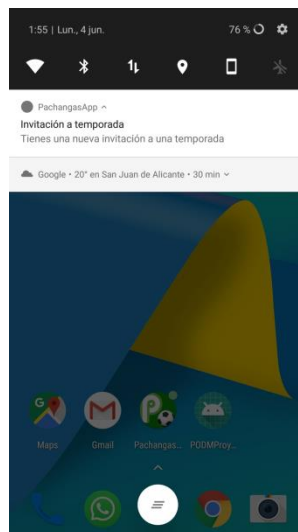 1:55 | Lun., 4 jun.
76 %
PachangasApp
Invitación a temporada
Tienes una nueva invitación a una temporada
Google • 20° en San Juan de Alicante • 30 min
Maps
Gmail
Pachangas...
PODMProy...